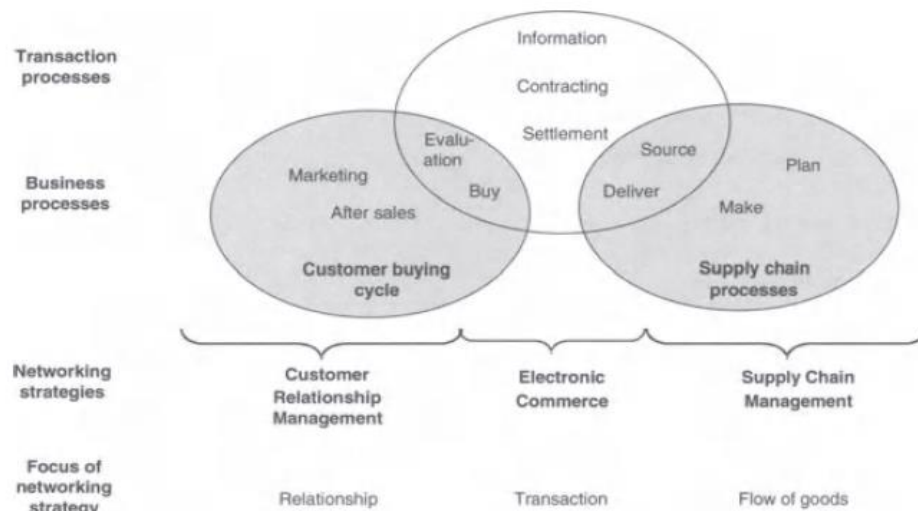 Transaction
processes
Information
Contracting
Settlement
Evalu-
ation
Source
Business
processes
Marketing
Buy
Deliver
Plan
After sales
Make
Customer buying
cycle
Supply chain
processes
Networking
strategies
Customer
Relationship
Management
Electronic
Commerce
Supply Chain
Management
Focus of
networking
strategy
Relationship
Transaction
Flow of goods